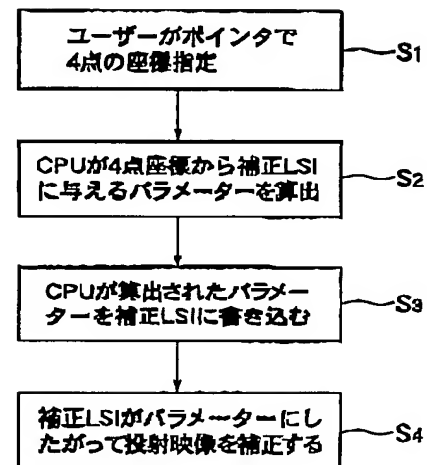 ユーザーがポインタで
4点の座標指定
S1
CPUが4点座標から補正LSI
に与えるパラメーターを算出
S2
CPUが算出されたパラメー
ターを補正LSIに書き込む
S3
補正LSIがパラメーターにし
たがって投射映像を補正する
S4